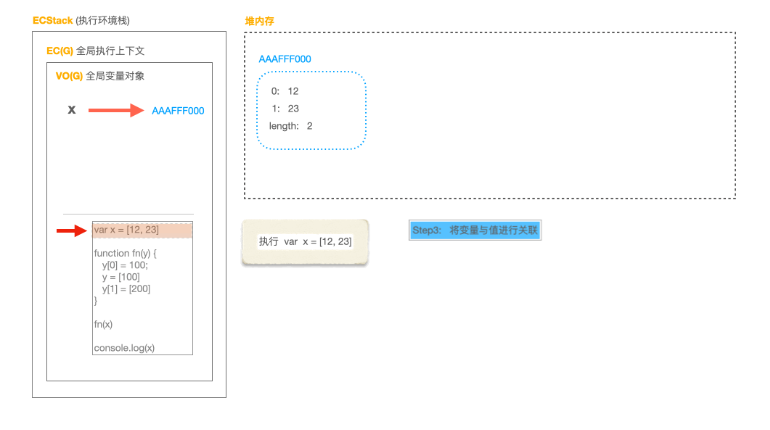 ECStack (执行环境栈)
EC(G) 全局执行上下文
VO(G) 全局变量对象
x
AAAFFF000
var x = [12, 23]
function fn(y) {
y[0] = 100;
y = [100]
y[1] = [200]
}
fn(x)
console.log(x)
堆内存
AAAFFF000
0: 12
1: 23
length: 2
执行 var x = [12, 23]
Step3: 将变量与值进行关联